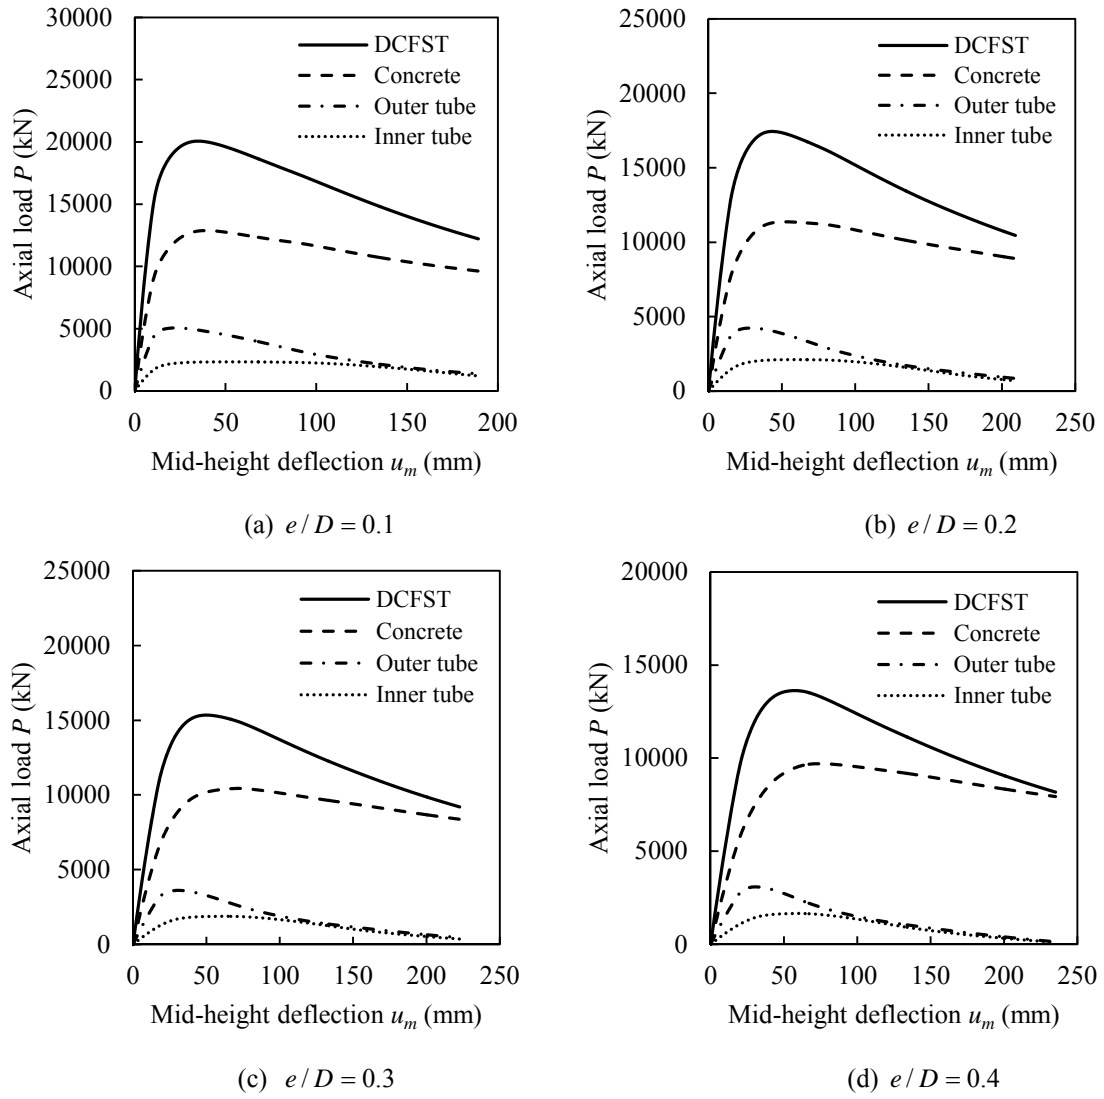 30000
25000
20000
15000
10000
5000
0
0 50 100 150 200
Axial load P (kN)
Mid-height deflection u_m (mm)
DCFST
Concrete
Outer tube
Inner tube
(a) e / D = 0.1
25000
20000
15000
10000
5000
0
0 50 100 150 200 250
Axial load P (kN)
Mid-height deflection u_m (mm)
DCFST
Concrete
Outer tube
Inner tube
(b) e / D = 0.2
25000
20000
15000
10000
5000
0
0 50 100 150 200 250
Axial load P (kN)
Mid-height deflection u_m (mm)
DCFST
Concrete
Outer tube
Inner tube
(c) e / D = 0.3
20000
15000
10000
5000
0
0 50 100 150 200 250
Axial load P (kN)
Mid-height deflection u_m (mm)
DCFST
Concrete
Outer tube
Inner tube
(d) e / D = 0.4